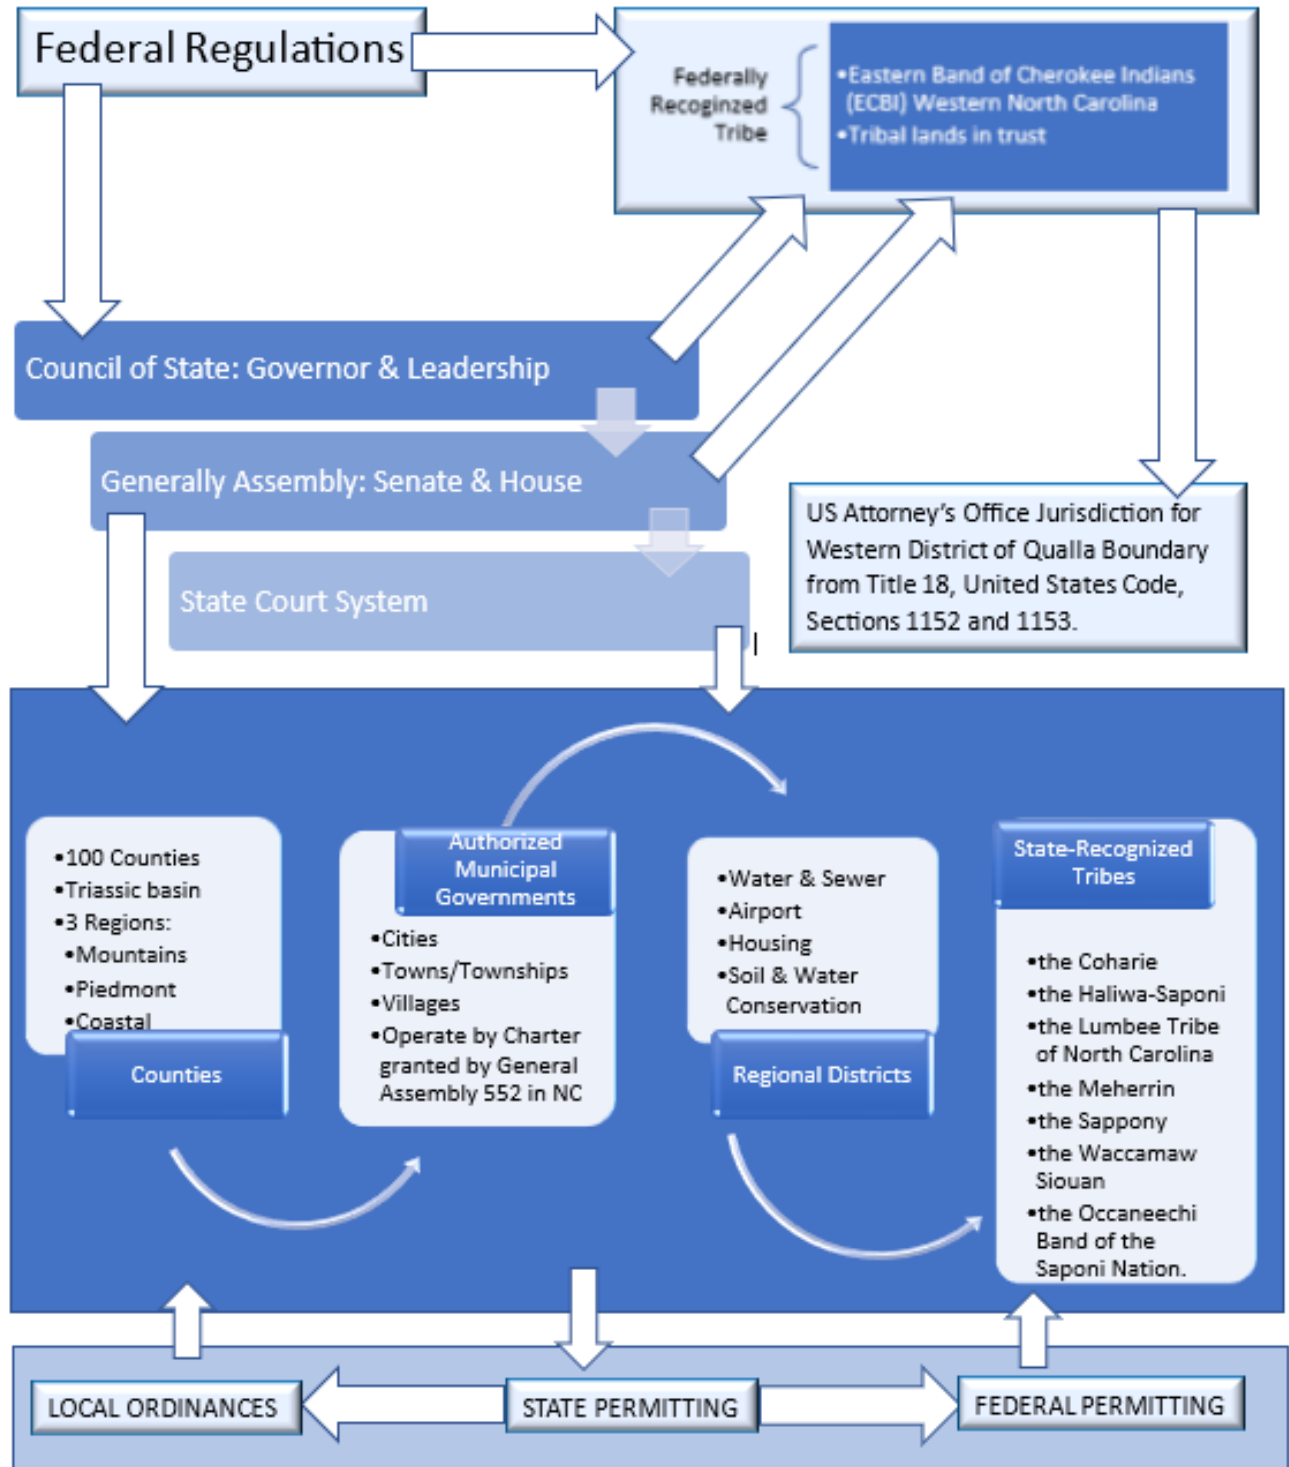 Federal Regulations
Federally
Recoginzed
Tribe
•Eastern Band of Cherokee Indians
(ECBI) Western North Carolina
•Tribal lands in trust
Council of State: Governor & Leadership
Generally Assembly: Senate & House
State Court System
US Attorney's Office Jurisdiction for
Western District of Qualla Boundary
from Title 18, United States Code,
Sections 1152 and 1153.
•100 Counties
•Triassic basin
•3 Regions:
•Mountains
•Piedmont
•Coastal
Counties
Authorized
Municipal
Governments
•Cities
•Towns/Townships
•Villages
•Operate by Charter
granted by General
Assembly 552 in NC
•Water & Sewer
•Airport
•Housing
•Soil & Water
Conservation
Regional Districts
State-Recognized
Tribes
•the Coharie
•the Haliwa-Saponi
•the Lumbee Tribe
of North Carolina
•the Meherrin
•the Sappony
•the Waccamaw
Siouan
•the Occaneechi
Band of the
Saponi Nation.
LOCAL ORDINANCES
STATE PERMITTING
FEDERAL PERMITTING